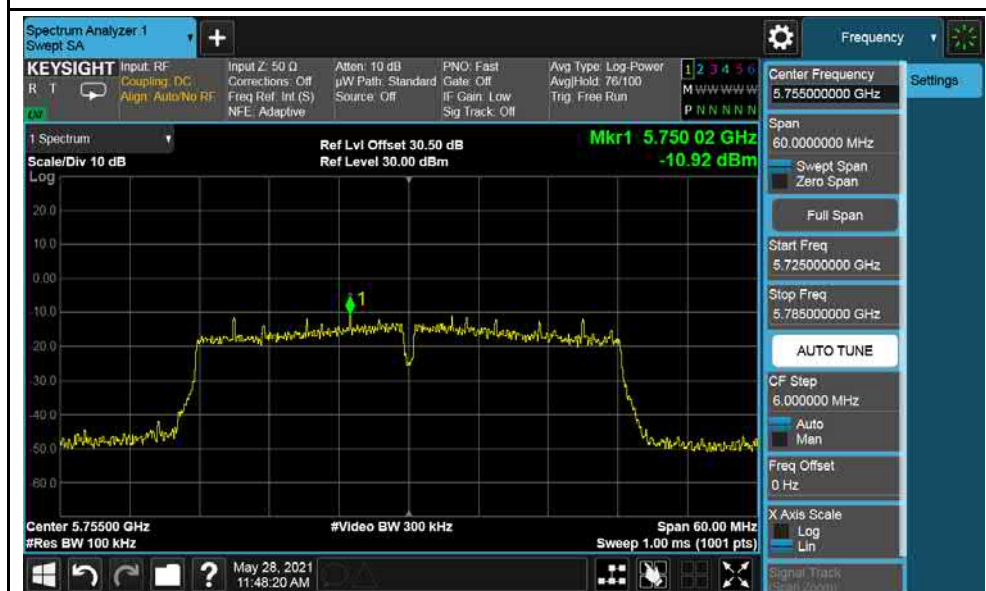 Spectrum Analyzer 1
Swept SA
+
Frequency
KEYSIGHT
R T
Input: RF
Coupling: DC
Align: Auto/No RF
Input Z: 50 Ω
Corrections: Off
Freq Ref: Int (S)
NFE: Adaptive
Atten: 10 dB
µW Path: Standard
Source: Off
PNO: Fast
Gate: Off
IF Gain: Low
Sig Track: Off
Avg Type: Log-Power
Avg|Hold: 76/100
Trig: Free Run
1 2 3 4 5 6
M W W W W W
P N N N N N
1 Spectrum
Scale/Div 10 dB
Log
Ref Lvl Offset 30.50 dB
Ref Level 30.00 dBm
Mkr1 5.750 02 GHz
-10.92 dBm
20.0
10.0
0.00
-10.0
-20.0
-30.0
-40.0
-50.0
-60.0
1
Center 5.75500 GHz
#Res BW 100 kHz
#Video BW 300 kHz
Span 60.00 MHz
Sweep 1.00 ms (1001 pts)
May 28, 2021
11:48:20 AM
?
Center Frequency
5.755000000 GHz
Settings
Span
60.0000000 MHz
Swept Span
Zero Span
Full Span
Start Freq
5.725000000 GHz
Stop Freq
5.785000000 GHz
AUTO TUNE
CF Step
6.000000 MHz
Auto
Man
Freq Offset
0 Hz
X Axis Scale
Log
Lin
Signal Track
(Span Zoom)